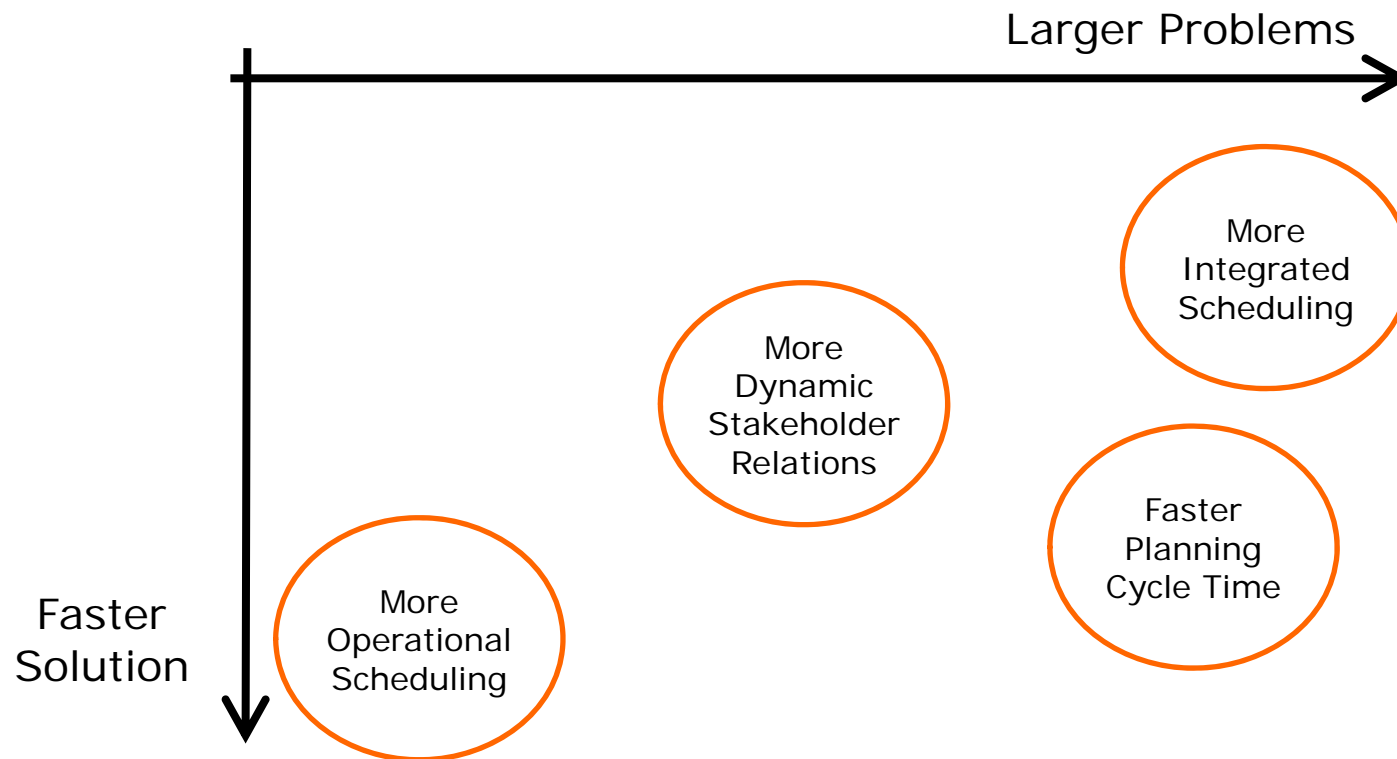 Larger Problems
More
Integrated
Scheduling
More
Dynamic
Stakeholder
Relations
Faster
Planning
Cycle Time
More
Operational
Scheduling
Faster
Solution